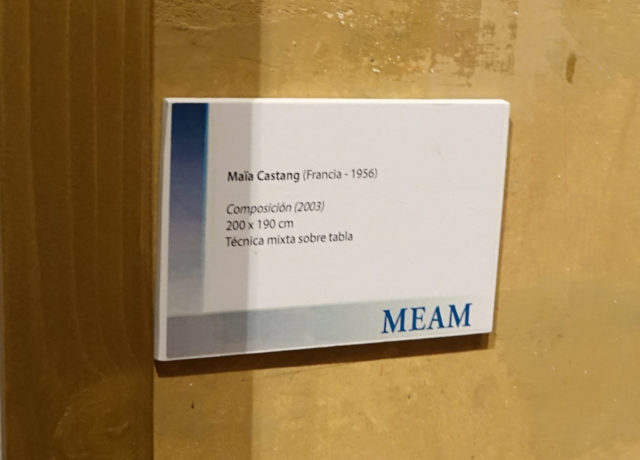 Maïa Castang (Francia - 1956)
Composición (2003)
200 x 190 cm
Técnica mixta sobre tabla
MEAM